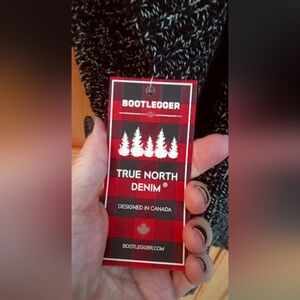 BOOTLEGGER
TRUE NORTH
DENIM®
DESIGNED IN CANADA
BOOTLEGGER.COM